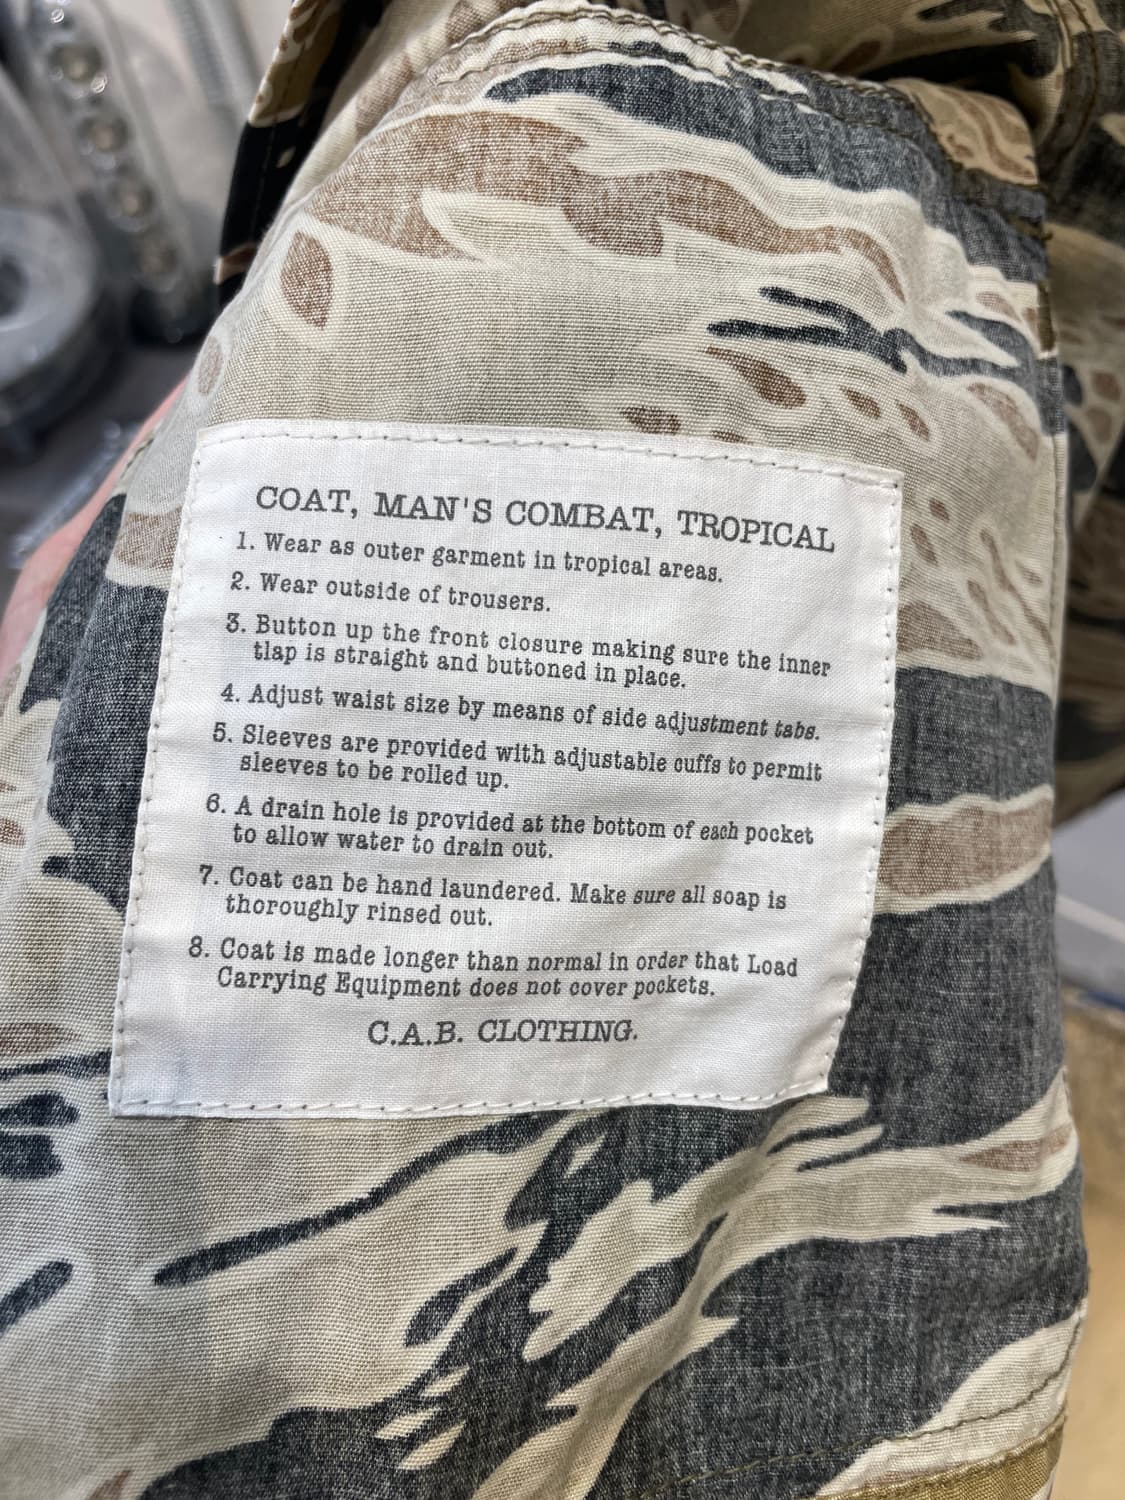 COAT, MAN'S COMBAT, TROPICAL
1. Wear as outer garment in tropical areas.
2. Wear outside of trousers.
3. Button up the front closure making sure the inner
tlap is straight and buttoned in place.
4. Adjust waist size by means of side adjustment tabs.
5. Sleeves are provided with adjustable cuffs to permit
sleeves to be rolled up.
6. A drain hole is provided at the bottom of each pocket
to allow water to drain out.
7. Coat can be hand laundered. Make sure all soap is
thoroughly rinsed out.
8. Coat is made longer than normal in order that Load
Carrying Equipment does not cover pockets.
C.A.B. CLOTHING.